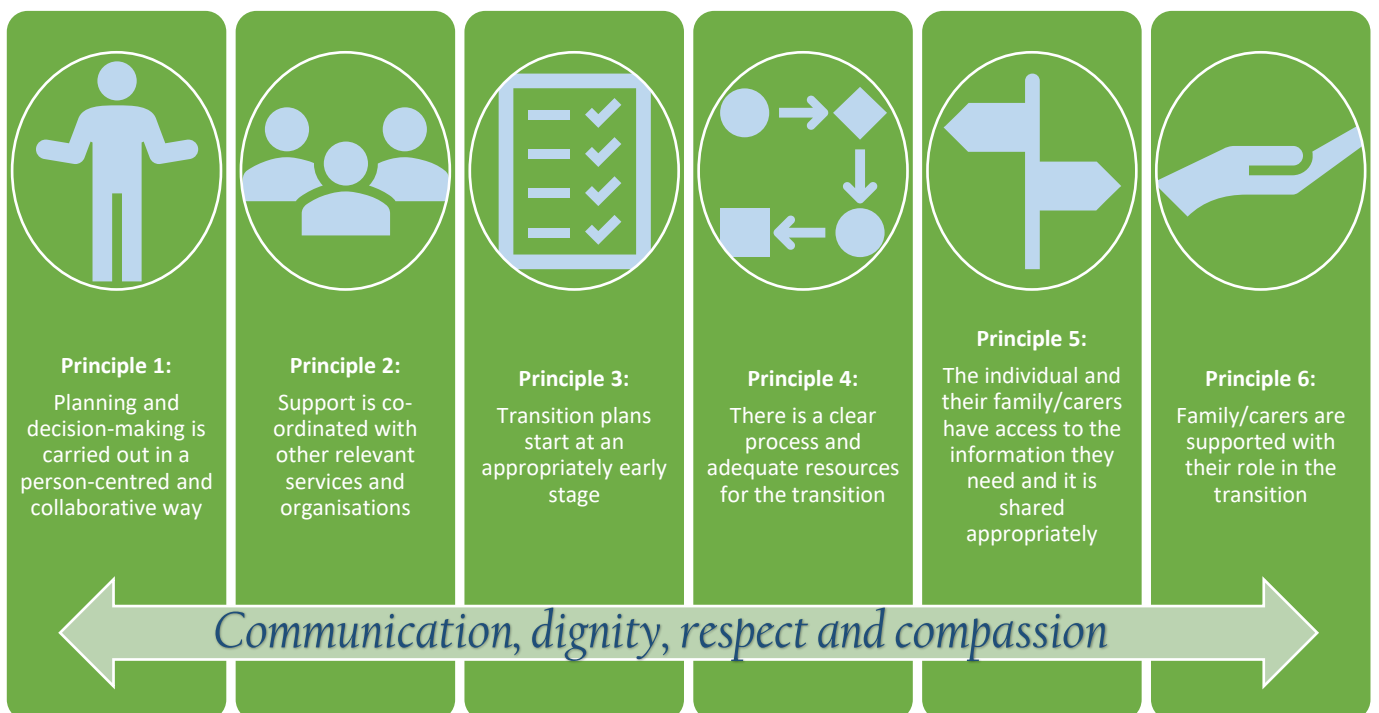 Principle 1:
Planning and
decision-making is
carried out in a
person-centred and
collaborative way
Principle 2:
Support is co-
ordinated with
other relevant
services and
organisations
Principle 3:
Transition plans
start at an
appropriately early
stage
Principle 4:
There is a clear
process and
adequate resources
for the transition
Principle 5:
The individual and
their family/carers
have access to the
information they
need and it is
shared
appropriately
Principle 6:
Family/carers are
supported with
their role in the
transition
Communication, dignity, respect and compassion